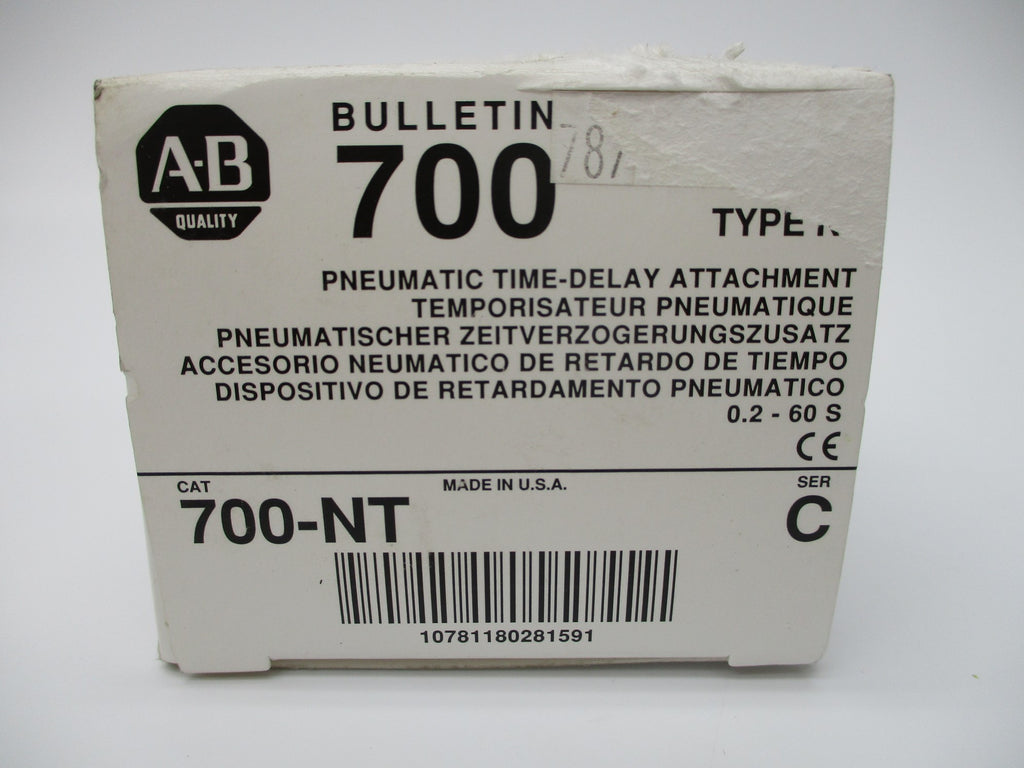 A-B
QUALITY
BULLETIN
700
78
TYPE
PNEUMATIC TIME-DELAY ATTACHMENT
TEMPORISATEUR PNEUMATIQUE
PNEUMATISCHER ZEITVERZOGERUNGSZUSATZ
ACCESORIO NEUMATICO DE RETARDO DE TIEMPO
DISPOSITIVO DE RETARDAMENTO PNEUMATICO
0.2 - 60 S
CE
CAT
MADE IN U.S.A.
SER
700-NT
C
10781180281591